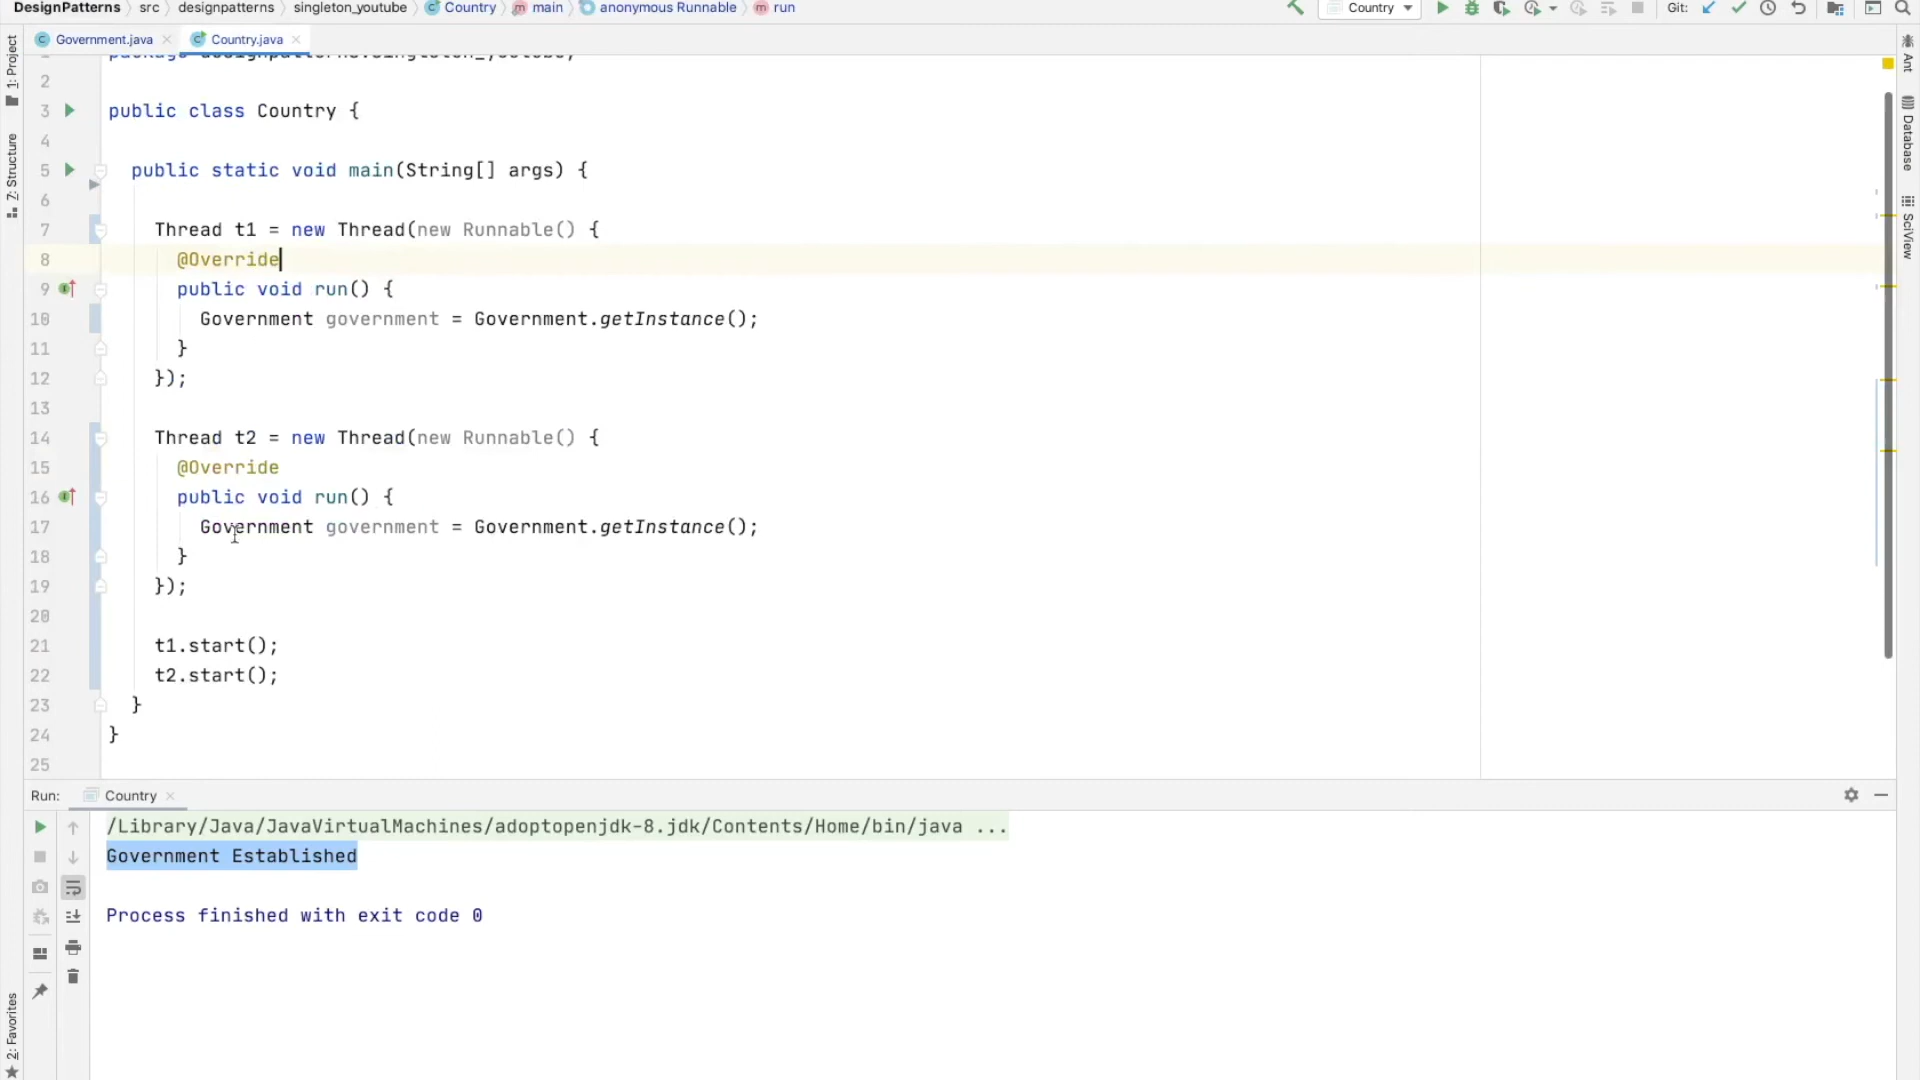 DesignPatterns src designpatterns singleton_youtube Country main anonymous Runnable run Country Git:
Government.java Country.java
1: Project
Z: Structure
2: Favorites
Ant
Database
SciView
2
3 public class Country {
4
5 public static void main(String[] args) {
6
7 Thread t1 = new Thread(new Runnable() {
8 @Override
9 public void run() {
10 Government government = Government.getInstance();
11 }
12 });
13
14 Thread t2 = new Thread(new Runnable() {
15 @Override
16 public void run() {
17 Government government = Government.getInstance();
18 }
19 });
20
21 t1.start();
22 t2.start();
23 }
24 }
25
Run: Country
/Library/Java/JavaVirtualMachines/adoptopenjdk-8.jdk/Contents/Home/bin/java ...
Government Established
Process finished with exit code 0